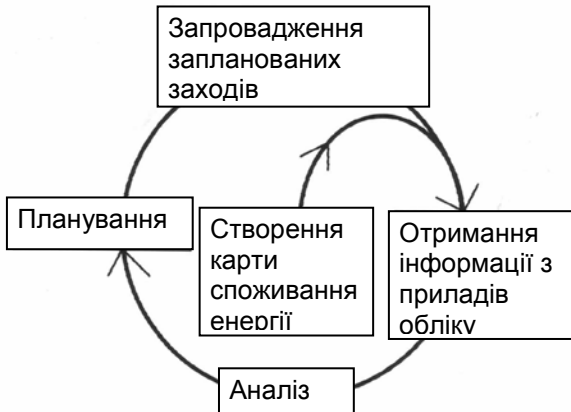 Запровадження
запланованих
заходів
Планування
Створення
карти
споживання
енергії
Отримання
інформації з
приладів
обліку
Аналіз